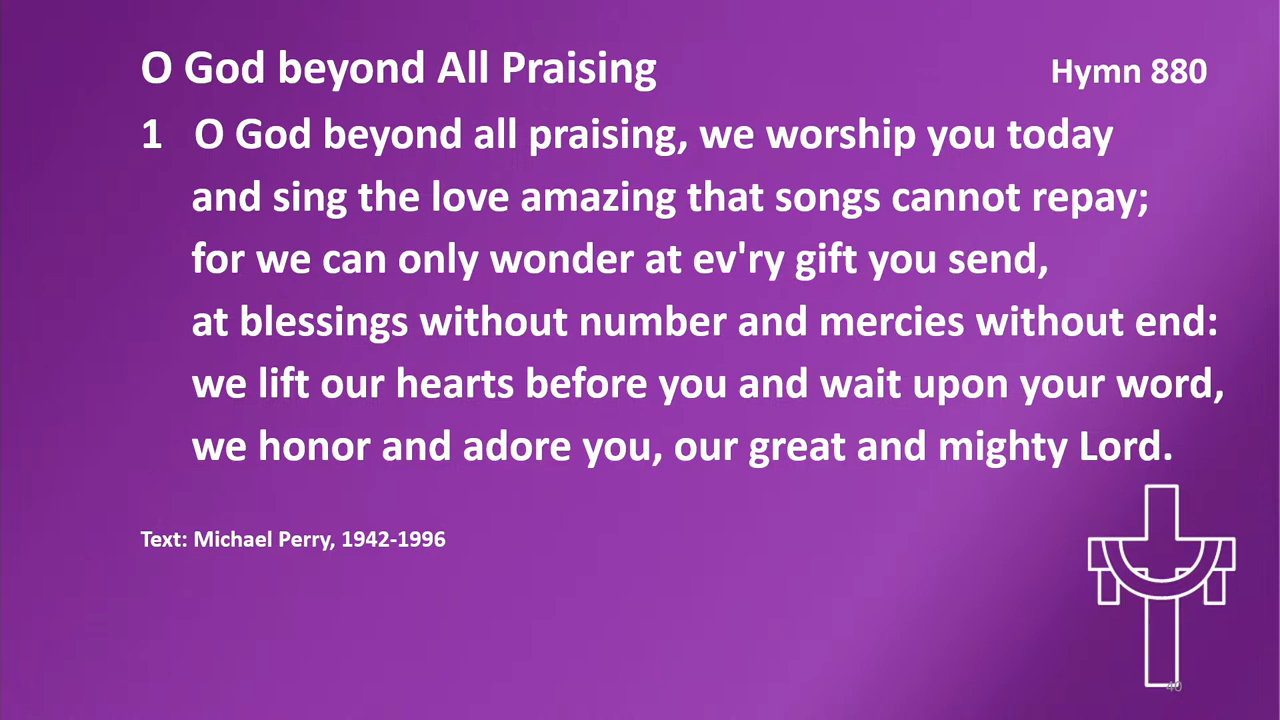 O God beyond All Praising Hymn 880
1 O God beyond all praising, we worship you today
and sing the love amazing that songs cannot repay;
for we can only wonder at ev'ry gift you send,
at blessings without number and mercies without end:
we lift our hearts before you and wait upon your word,
we honor and adore you, our great and mighty Lord.
Text: Michael Perry, 1942-1996
40